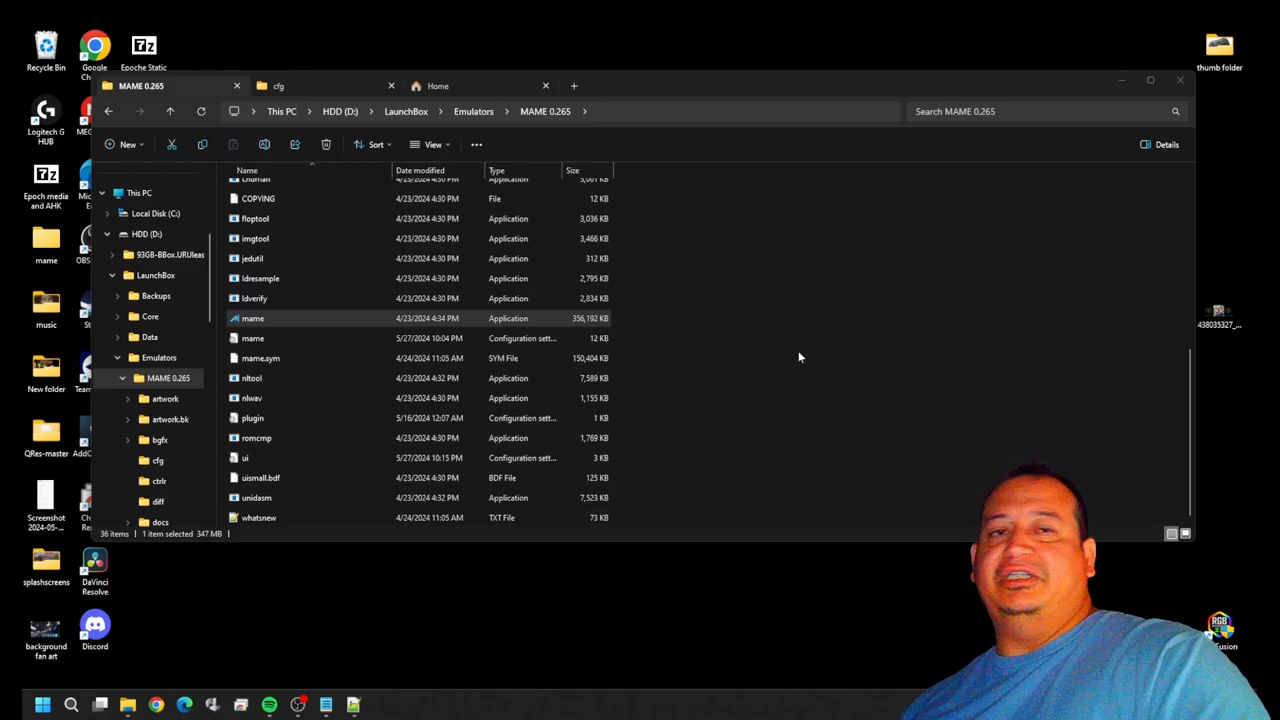 Recycle Bin
Google
Epoche Static
thumb folder
Logitech G
HUB
Epoch media
and AHK
mame
music
New folder
QRes-master
Screenshot
2024-05-...
splashscreens
DaVinci
Resolve
background
fan art
Discord
438035327_...
MAME 0.265
cfg
Home
This PC
HDD (D:)
LaunchBox
Emulators
MAME 0.265
Search MAME 0.265
New
Sort
View
Details
Name Date modified Type Size
This PC
Local Disk (C:)
HDD (D:)
93GB-BBox.URUleas
LaunchBox
Backups
Core
Data
Emulators
MAME 0.265
artwork
artwork.bk
bgfx
cfg
ctrlr
diff
docs
COPYING 4/23/2024 4:30 PM File 12 KB
floptool 4/23/2024 4:30 PM Application 3,036 KB
imgtool 4/23/2024 4:30 PM Application 3,466 KB
jedutil 4/23/2024 4:30 PM Application 312 KB
ldresample 4/23/2024 4:30 PM Application 2,795 KB
ldverify 4/23/2024 4:30 PM Application 2,834 KB
mame 4/23/2024 4:34 PM Application 356,192 KB
mame 5/27/2024 10:04 PM Configuration sett... 12 KB
mame.sym 4/24/2024 11:05 AM SYM File 150,404 KB
nltool 4/23/2024 4:32 PM Application 7,589 KB
nlwav 4/23/2024 4:30 PM Application 1,155 KB
plugin 5/16/2024 12:07 AM Configuration sett... 1 KB
romcmp 4/23/2024 4:30 PM Application 1,769 KB
ui 5/27/2024 10:15 PM Configuration sett... 3 KB
uismall.bdf 4/23/2024 4:30 PM BDF File 125 KB
unidasm 4/23/2024 4:32 PM Application 7,523 KB
whatsnew 4/24/2024 11:05 AM TXT File 73 KB
36 items
1 item selected 347 MB